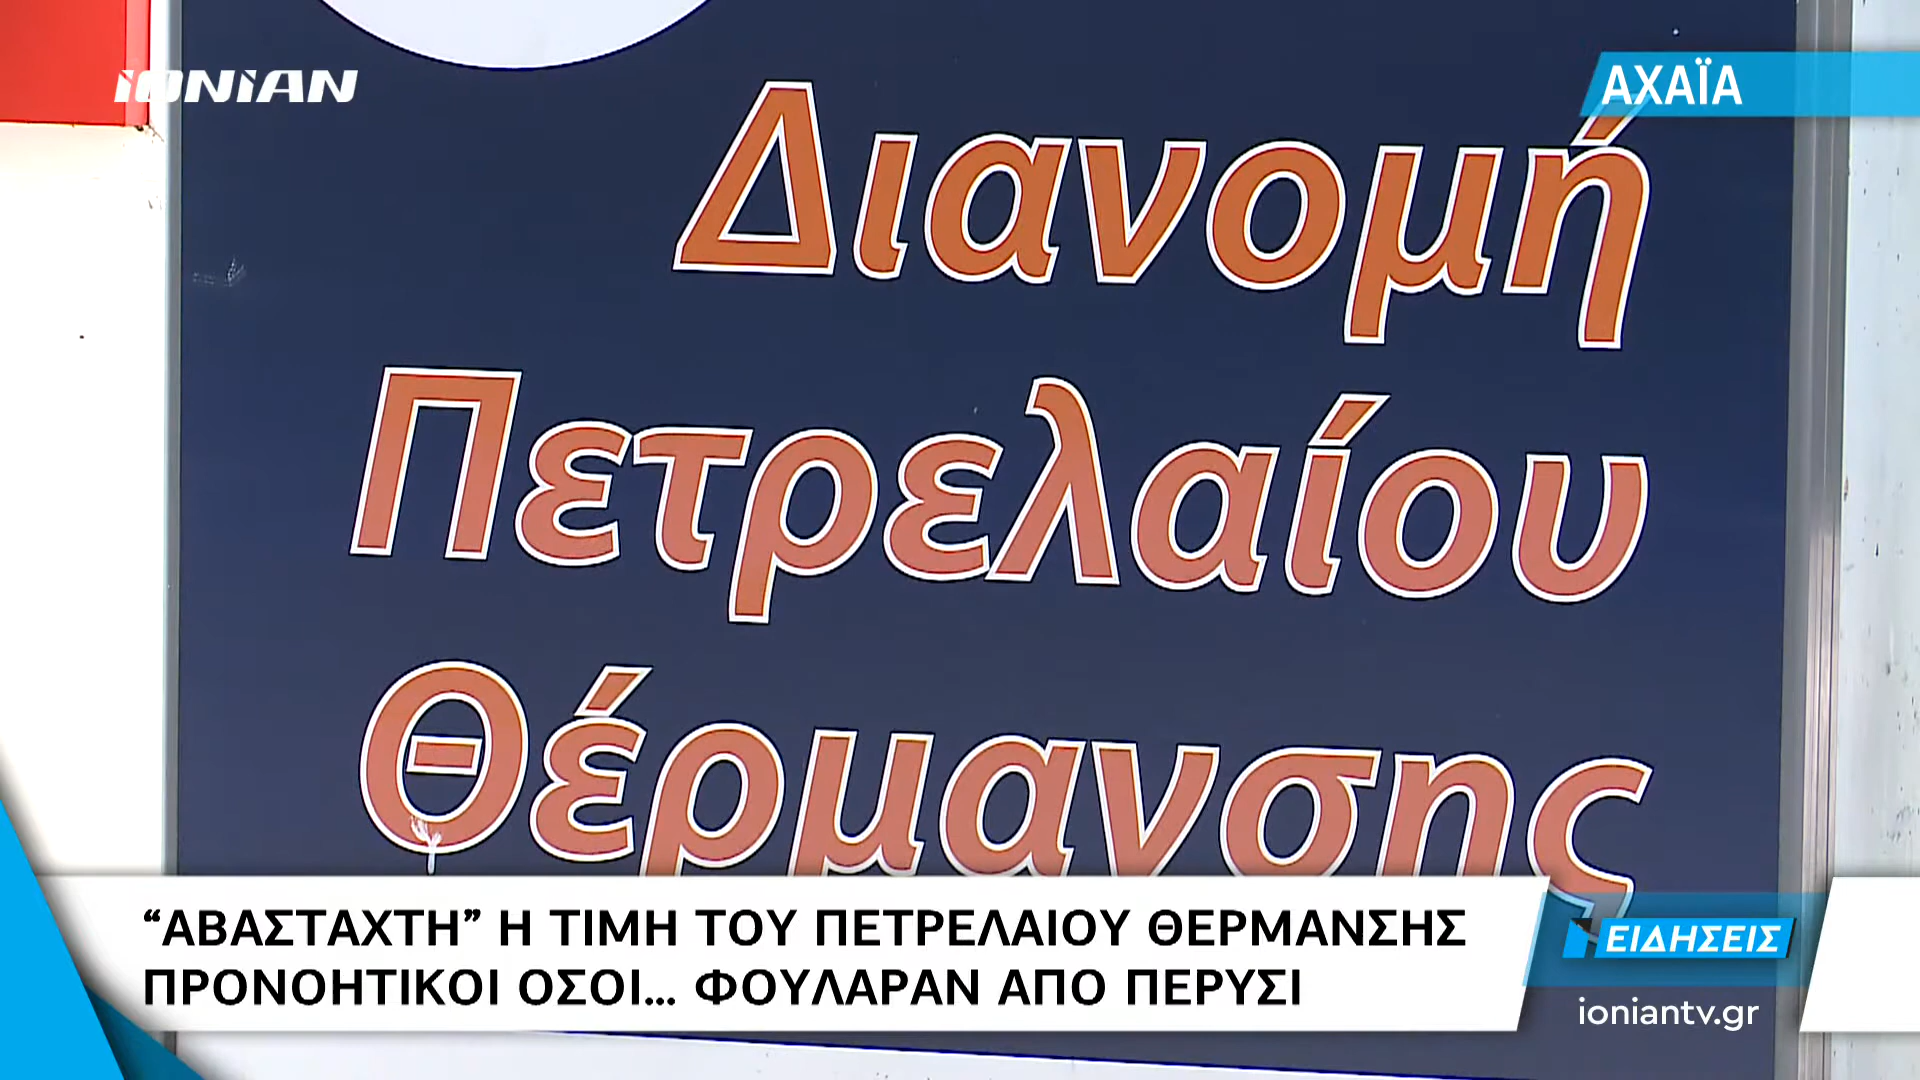 IONIAN
ΑΧΑΪΑ
Διανομή
Πετρελαίου
Θέρμανσης
“ΑΒΑΣΤΑΧΤΗ” Η ΤΙΜΗ ΤΟΥ ΠΕΤΡΕΛΑΙΟΥ ΘΕΡΜΑΝΣΗΣ
ΠΡΟΝΟΗΤΙΚΟΙ ΟΣΟΙ... ΦΟΥΛΑΡΑΝ ΑΠΟ ΠΕΡΥΣΙ
ΕΙΔΗΣΕΙΣ
ioniantv.gr